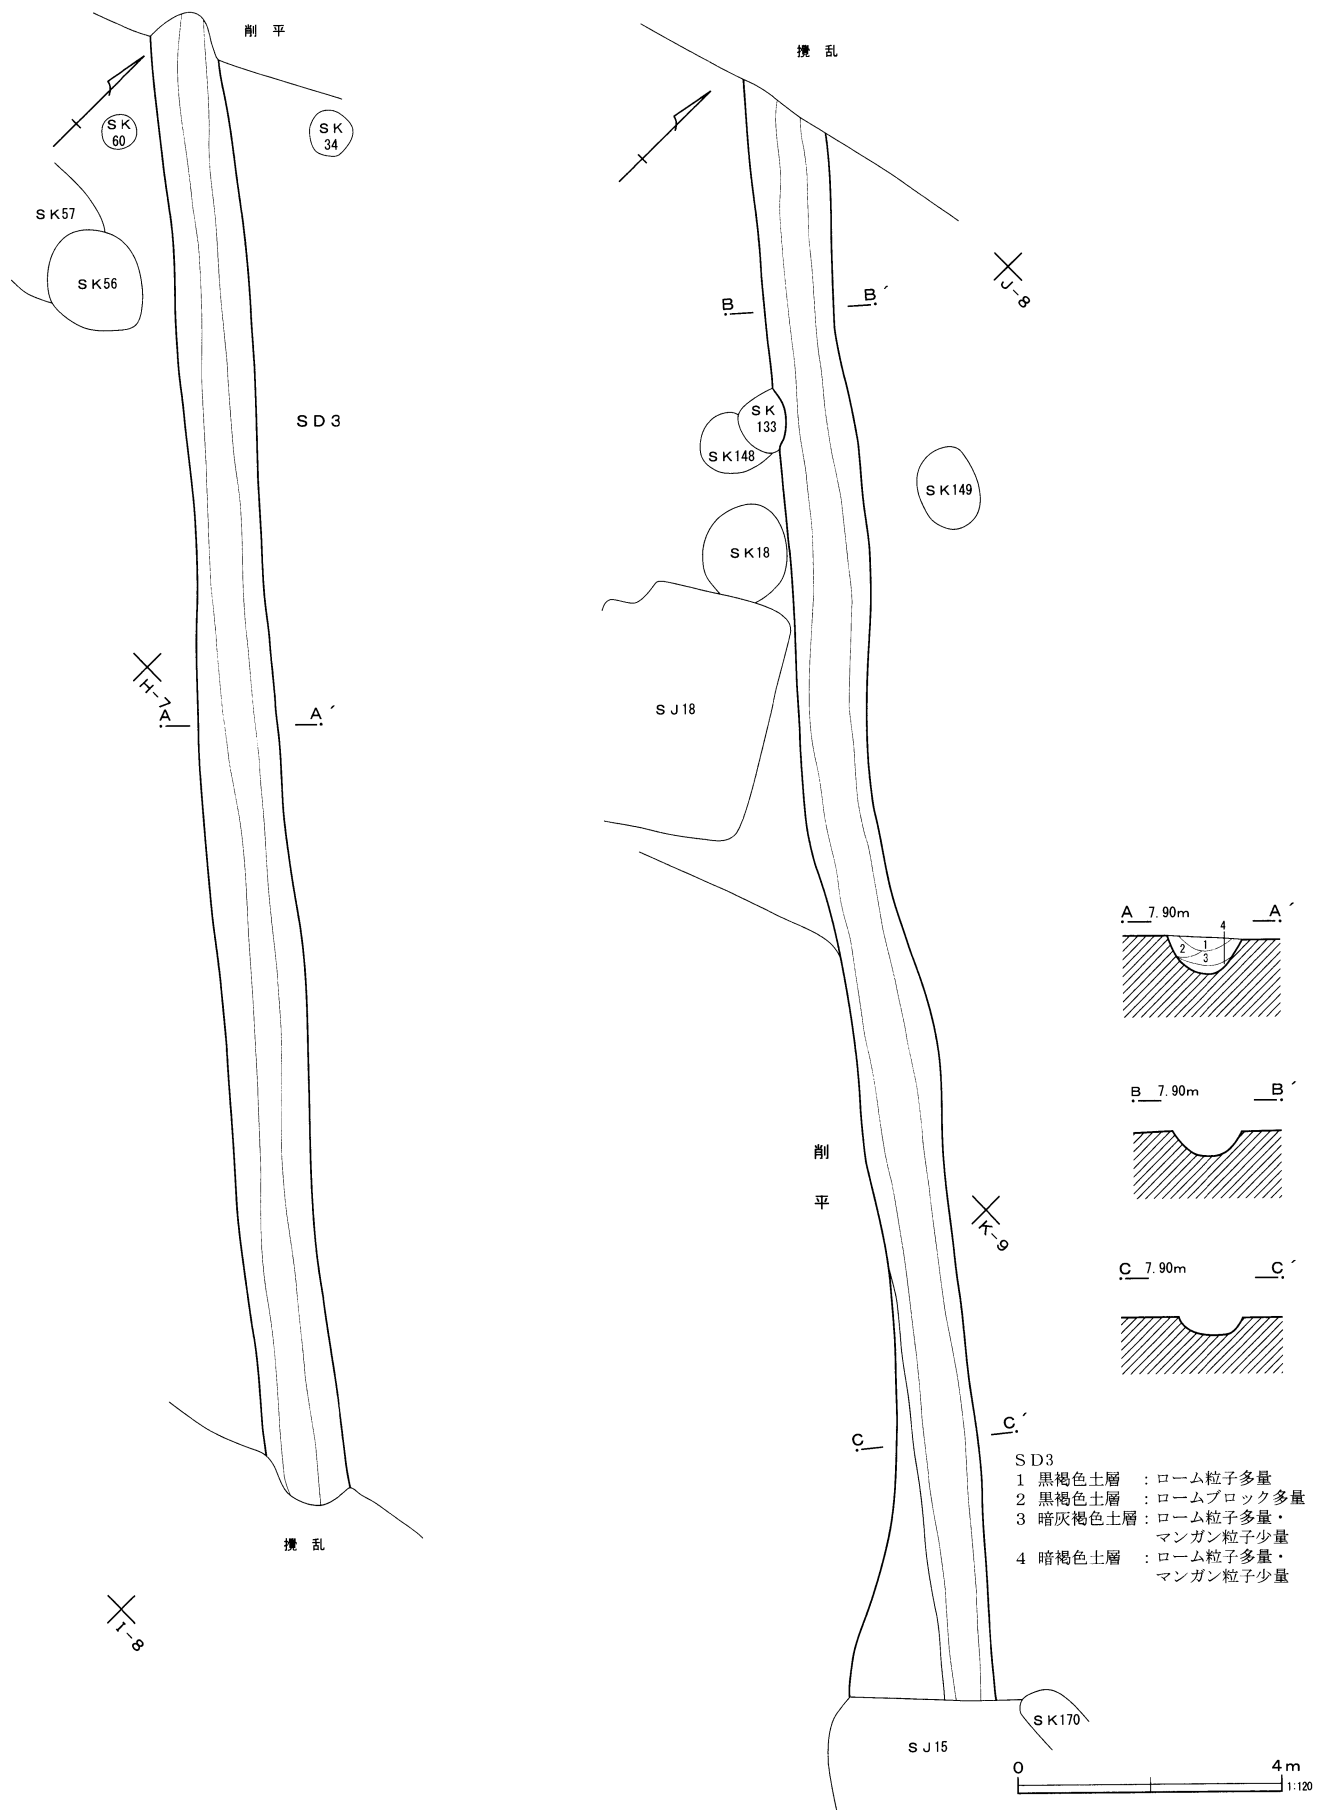 削 平
SK
60
SK
34
SK57
SK56
SD3
H-7
A
A´
攪 乱
I-8
攪 乱
J-8
B
B´
SK
133
SK148
SK149
SK18
SJ18
削
平
K-9
C
C´
SJ15
SK170
A 7.90m A´
4
2 1
3
B 7.90m B´
C 7.90m C´
SD3
1 黒褐色土層 :ローム粒子多量
2 黒褐色土層 :ロームブロック多量
3 暗灰褐色土層:ローム粒子多量・
マンガン粒子少量
4 暗褐色土層 :ローム粒子多量・
マンガン粒子少量
0 4m
1:120